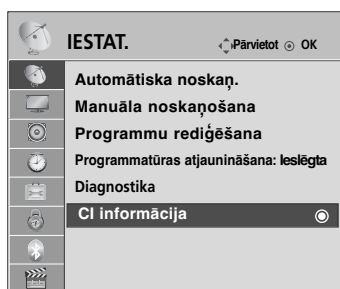 IESTAT. Pārvietot OK
Automātiska noskaņ.
Manuāla noskaņošana
Programmu rediģēšana
Programmatūras atjaunināšana: Ieslēgta
Diagnostika
CI informācija